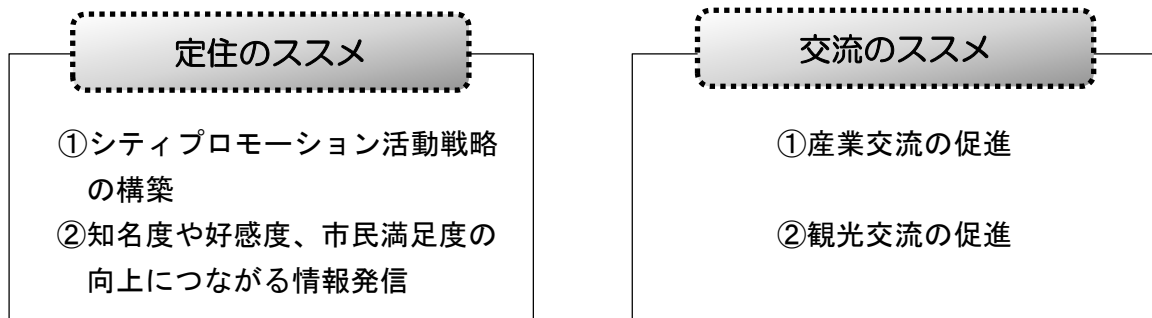 定住のススメ
①シティプロモーション活動戦略
の構築
②知名度や好感度、市民満足度の
向上につながる情報発信
交流のススメ
①産業交流の促進
②観光交流の促進